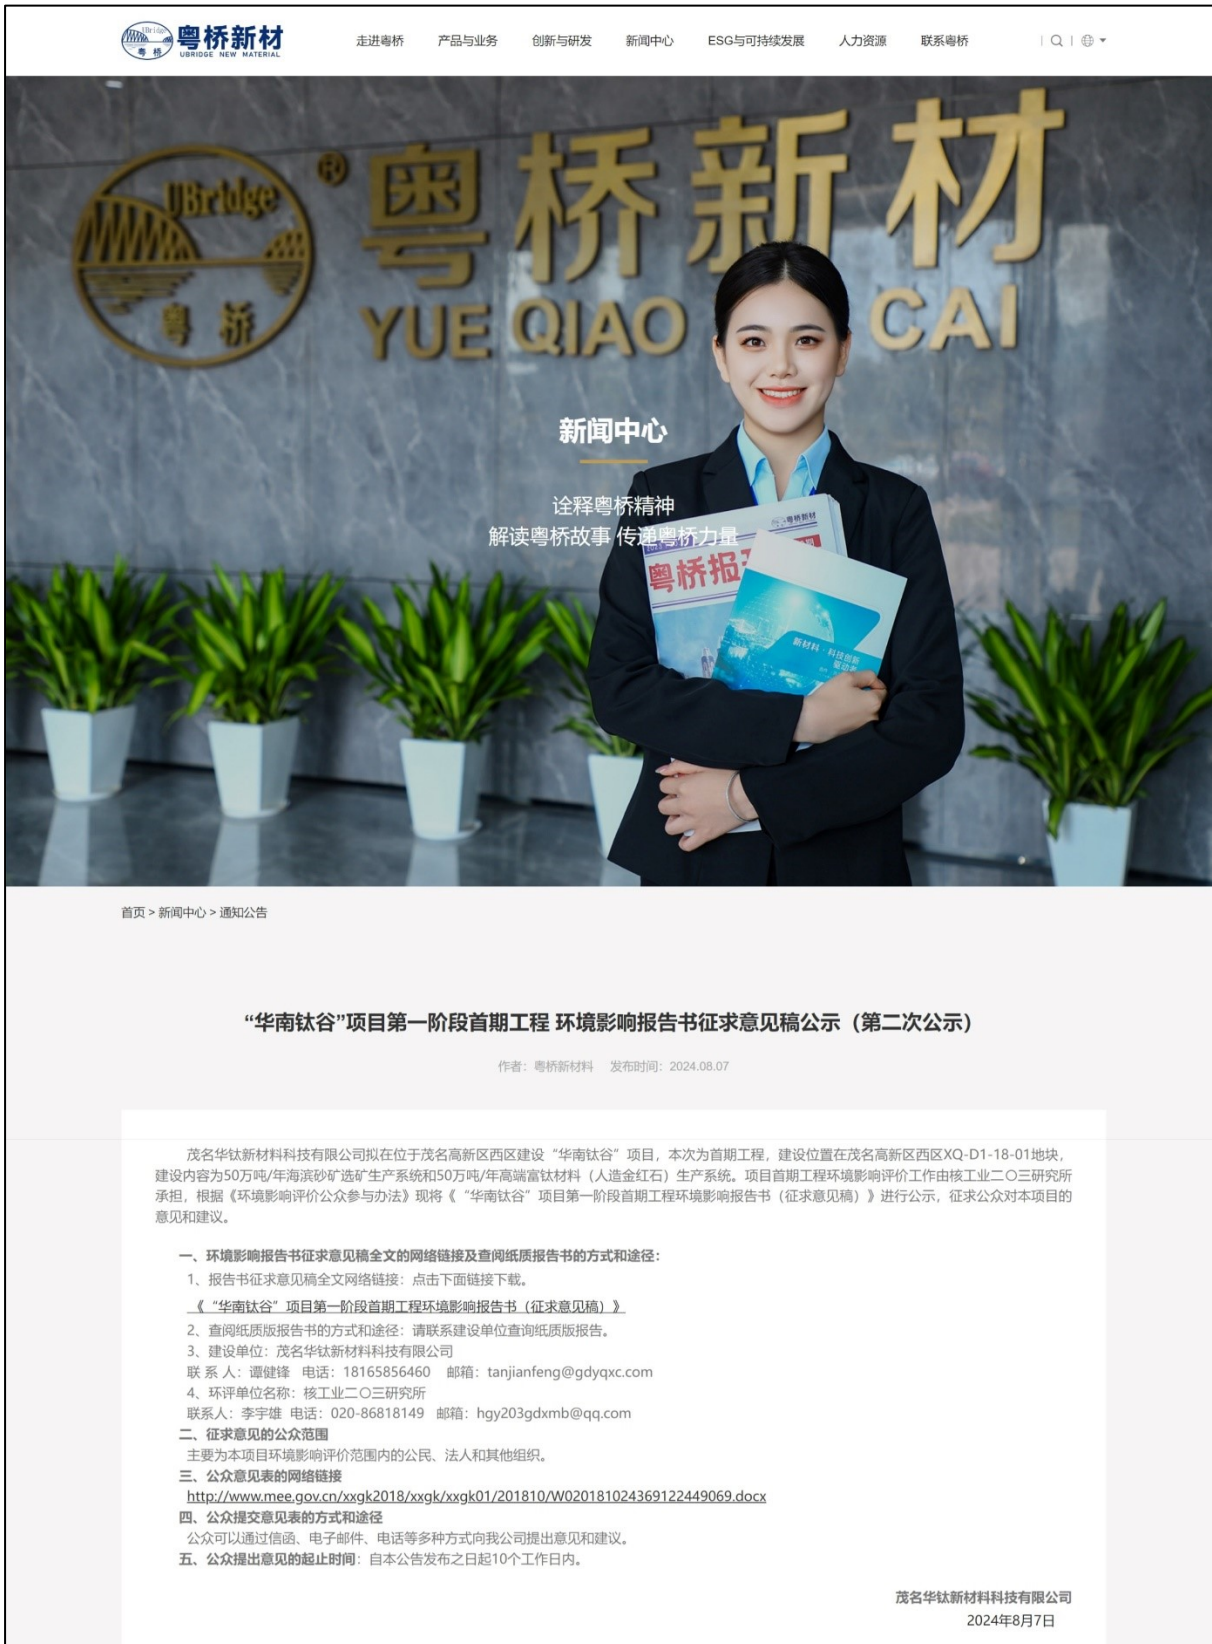 UBridge
粤桥
粤桥新材
UBRIDGE NEW MATERIAL
走进粤桥 产品与业务 创新与研发 新闻中心 ESG与可持续发展 人力资源 联系粤桥
UBridge
粤桥
®
粤桥新材
YUE QIAO CAI
新闻中心
诠释粤桥精神
解读粤桥故事 传递粤桥力量
粤桥新材
粤桥报
新材料·科技创新
首页 > 新闻中心 > 通知公告
“华南钛谷”项目第一阶段首期工程 环境影响报告书征求意见稿公示（第二次公示）
作者：粤桥新材料 发布时间：2024.08.07
茂名华钛新材料科技有限公司拟在位于茂名高新区西区建设“华南钛谷”项目，本次为首期工程，建设位置在茂名高新区西区XQ-D1-18-01地块，
建设内容为50万吨/年海滨砂矿选矿生产系统和50万吨/年高端富钛材料（人造金红石）生产系统。项目首期工程环境影响评价工作由核工业二〇三研究所
承担，根据《环境影响评价公众参与办法》现将《“华南钛谷”项目第一阶段首期工程环境影响报告书（征求意见稿）》进行公示，征求公众对本项目的
意见和建议。
一、环境影响报告书征求意见稿全文的网络链接及查阅纸质报告书的方式和途径：
1、报告书征求意见稿全文网络链接：点击下面链接下载。
《“华南钛谷”项目第一阶段首期工程环境影响报告书（征求意见稿）》
2、查阅纸质版报告书的方式和途径：请联系建设单位查询纸质版报告。
3、建设单位：茂名华钛新材料科技有限公司
联 系 人：谭健锋 电话：18165856460 邮箱：tanjianfeng@gdyqxc.com
4、环评单位名称：核工业二〇三研究所
联系人：李宇雄 电话：020-86818149 邮箱：hgy203gdxmb@qq.com
二、征求意见的公众范围
主要为本项目环境影响评价范围内的公民、法人和其他组织。
三、公众意见表的网络链接
http://www.mee.gov.cn/xxgk2018/xxgk/xxgk01/201810/W020181024369122449069.docx
四、公众提交意见表的方式和途径
公众可以通过信函、电子邮件、电话等多种方式向我公司提出意见和建议。
五、公众提出意见的起止时间：自本公告发布之日起10个工作日内。
茂名华钛新材料科技有限公司
2024年8月7日